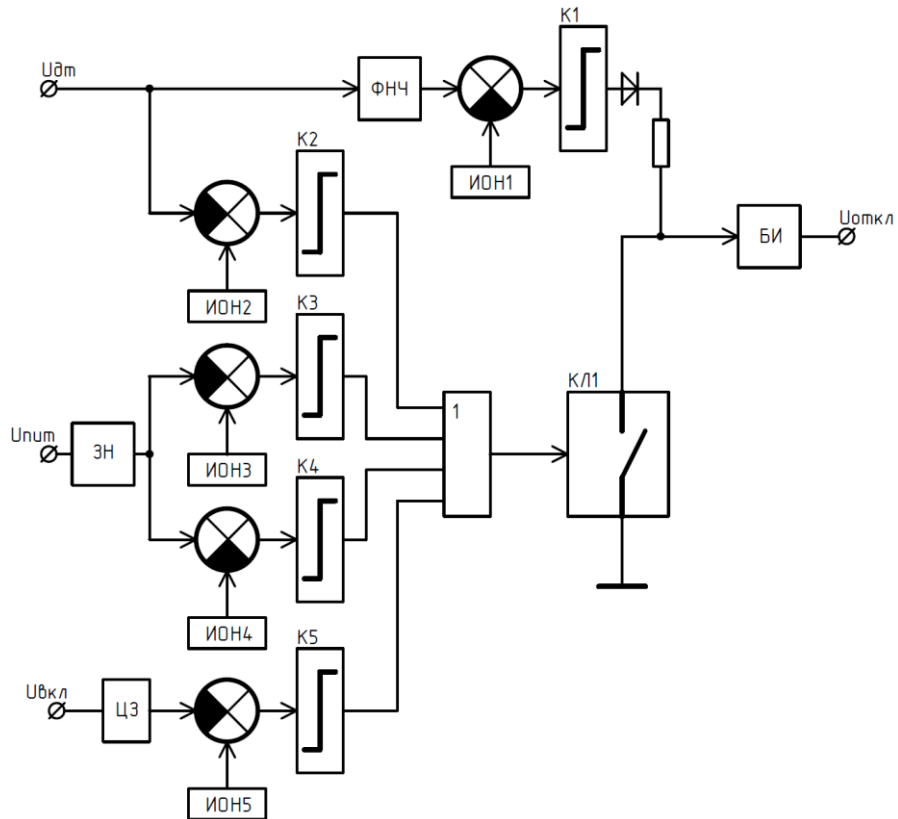 К1
Uдт
ФНЧ
ИОН1
К2
БИ
Uоткл
ИОН2
К3
КЛ1
1
Uпит
ЗН
ИОН3
К4
ИОН4
К5
Uвкл
ЦЗ
ИОН5